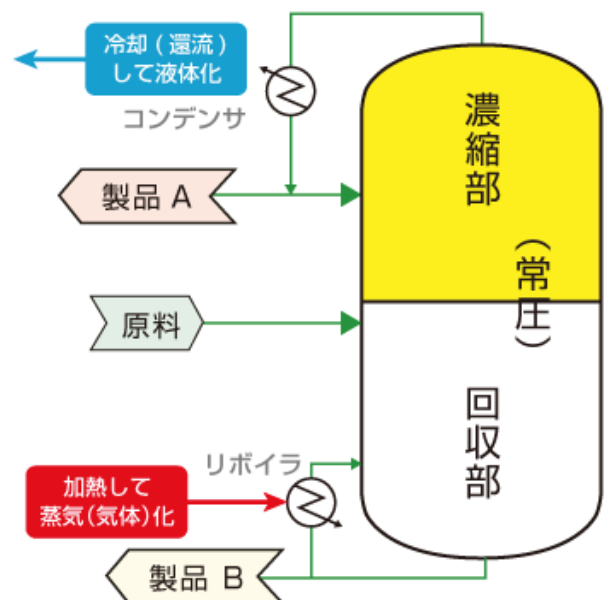 冷却(還流)
して液体化
コンデンサ
濃縮部
製品 A
(常圧)
原料
回収部
リボイラ
加熱して
蒸気(気体)化
製品 B